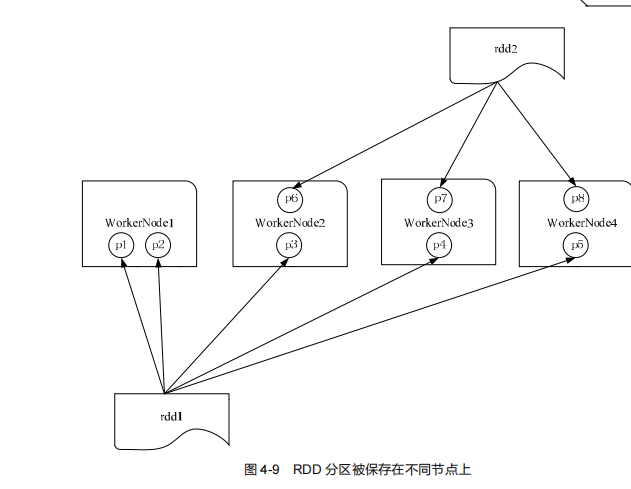 rdd2
p6
p7
p8
WorkerNode1
WorkerNode2
WorkerNode3
WorkerNode4
p1
p2
p3
p4
p5
rdd1
图 4-9 RDD 分区被保存在不同节点上